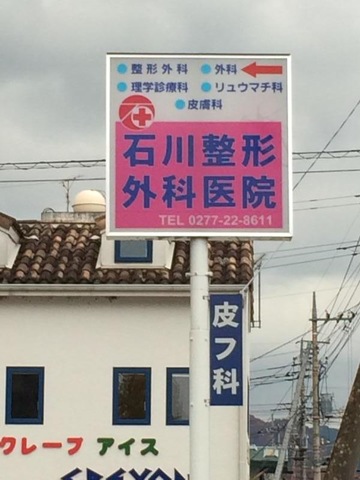 整形外科 外科
理学診療科 リュウマチ科
皮膚科
石川整形
外科医院
TEL 0277-22-8611
皮フ科
クレープ アイス
CREYON